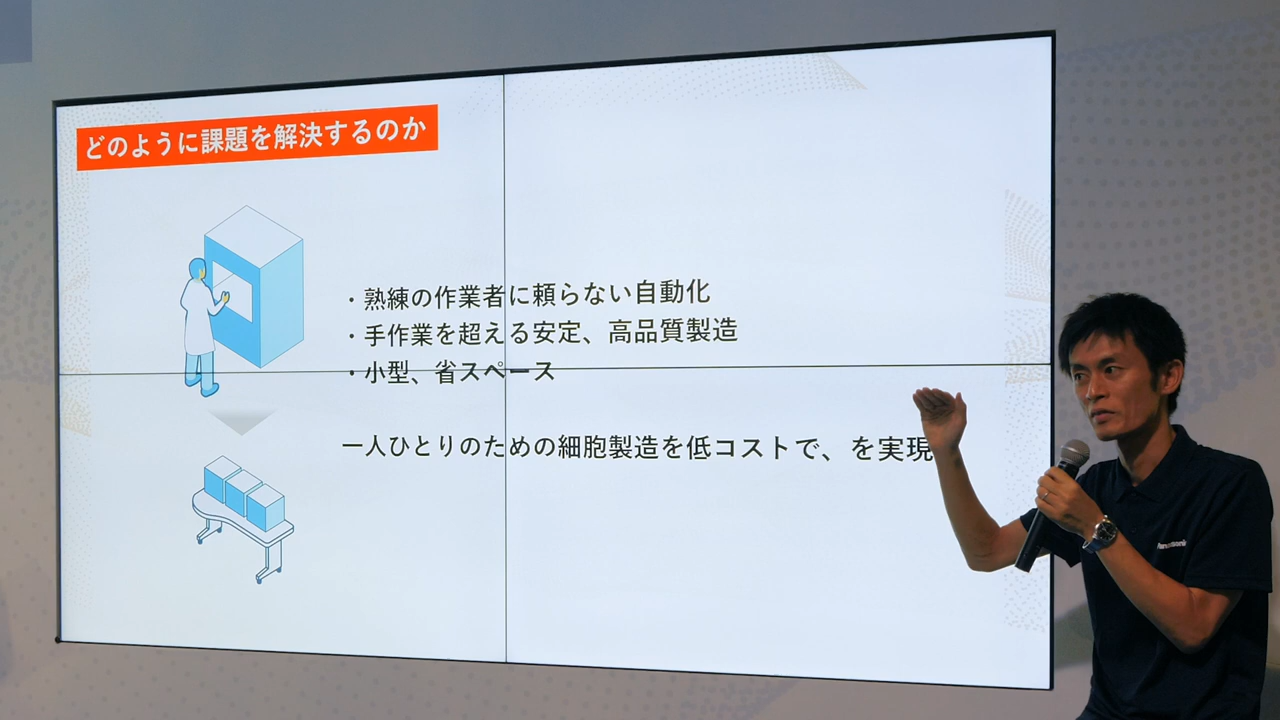 どのように課題を解決するのか
・熟練の作業者に頼らない自動化
・手作業を超える安定、高品質製造
・小型、省スペース
一人ひとりのための細胞製造を低コストで、を実現
Panasonic